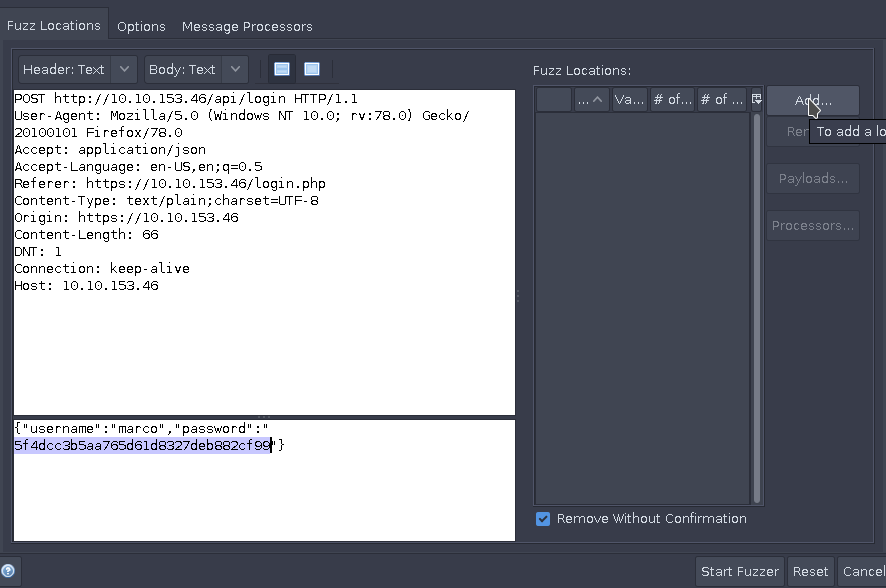 Fuzz Locations Options Message Processors
Header: Text Body: Text
Fuzz Locations:
POST http://10.10.153.46/api/login HTTP/1.1
User-Agent: Mozilla/5.0 (Windows NT 10.0; rv:78.0) Gecko/
20100101 Firefox/78.0
Accept: application/json
Accept-Language: en-US,en;q=0.5
Referer: https://10.10.153.46/login.php
Content-Type: text/plain;charset=UTF-8
Origin: https://10.10.153.46
Content-Length: 66
DNT: 1
Connection: keep-alive
Host: 10.10.153.46
{"username":"marco","password":"
5f4dcc3b5aa765d61d8327deb882cf99"}
... Va... # of... # of ...
Add...
Rer
To add a lo
Payloads...
Processors...
Remove Without Confirmation
Start Fuzzer Reset Cancel